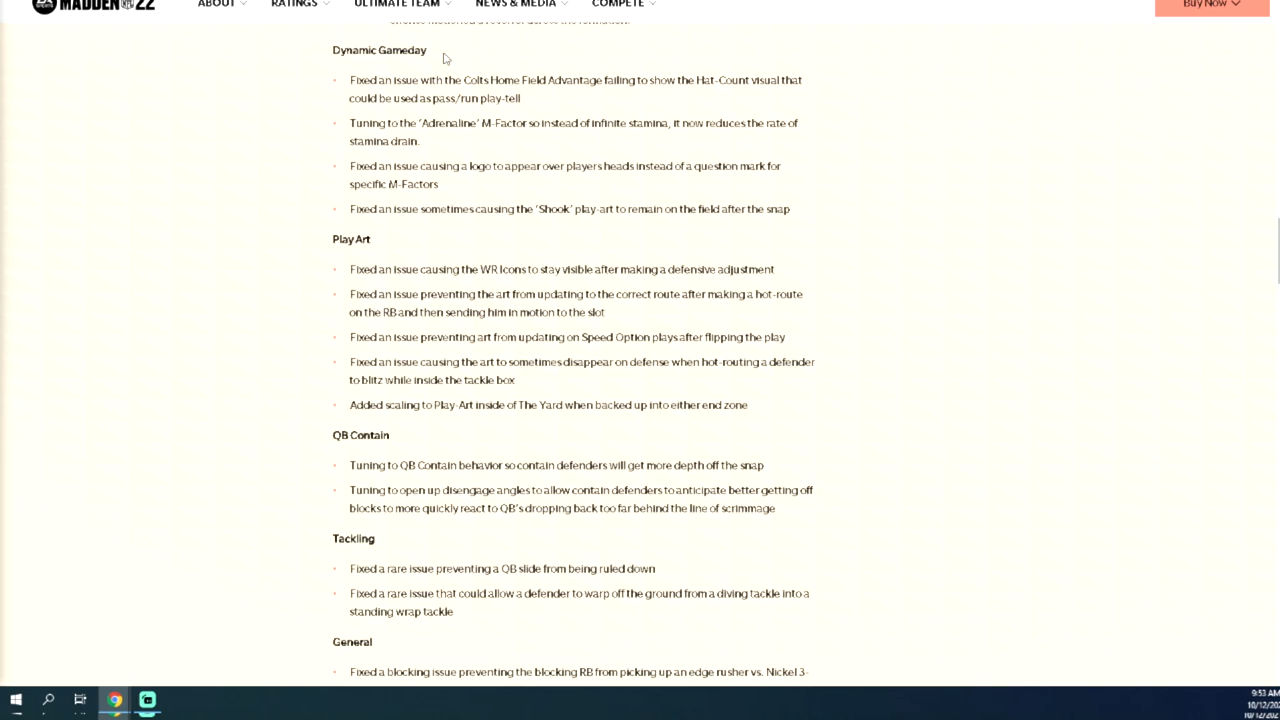 MADDEN NFL 22
ABOUT
RATINGS
ULTIMATE TEAM
NEWS & MEDIA
COMPETE
Buy Now
Dynamic Gameday
Fixed an issue with the Colts Home Field Advantage failing to show the Hat-Count visual that
could be used as pass/run play-tell
Tuning to the 'Adrenaline' M-Factor so instead of infinite stamina, it now reduces the rate of
stamina drain.
Fixed an issue causing a logo to appear over players heads instead of a question mark for
specific M-Factors
Fixed an issue sometimes causing the 'Shook' play-art to remain on the field after the snap
Play Art
Fixed an issue causing the WR Icons to stay visible after making a defensive adjustment
Fixed an issue preventing the art from updating to the correct route after making a hot-route
on the RB and then sending him in motion to the slot
Fixed an issue preventing art from updating on Speed Option plays after flipping the play
Fixed an issue causing the art to sometimes disappear on defense when hot-routing a defender
to blitz while inside the tackle box
Added scaling to Play-Art inside of The Yard when backed up into either end zone
QB Contain
Tuning to QB Contain behavior so contain defenders will get more depth off the snap
Tuning to open up disengage angles to allow contain defenders to anticipate better getting off
blocks to more quickly react to QB's dropping back too far behind the line of scrimmage
Tackling
Fixed a rare issue preventing a QB slide from being ruled down
Fixed a rare issue that could allow a defender to warp off the ground from a diving tackle into a
standing wrap tackle
General
Fixed a blocking issue preventing the blocking RB from picking up an edge rusher vs. Nickel 3-
9:53 AM
10/12/202